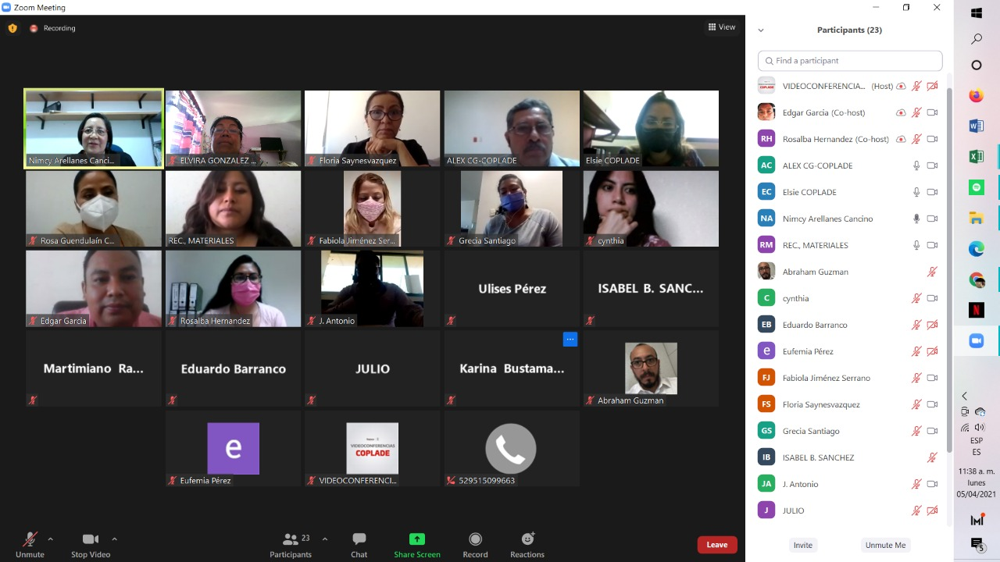 Zoom Meeting
Recording
View
Nimcy Arellanes Canci...
ELVIRA GONZALEZ ...
Floria Saynesvazquez
ALEX CG-COPLADE
Elsie COPLADE
Rosa Guendulaín C...
REC., MATERIALES
Fabiola Jiménez Ser...
Grecia Santiago
cynthia
Edgar Garcia
Rosalba Hernandez
J. Antonio
Ulises Pérez
ISABEL B. SANC...
Martimiano Ra...
Eduardo Barranco
JULIO
Karina Bustama...
Abraham Guzman
e
Eufemia Pérez
VIDEOCONFERENCIAS
COPLADE
VIDEOCONFERENCI...
529515099663
Unmute
Stop Video
23
Participants
Chat
Share Screen
Record
Reactions
Leave
Participants (23)
Find a participant
VIDEOCONFERENCIA... (Host)
Edgar Garcia (Co-host)
RH Rosalba Hernandez (Co-host)
AC ALEX CG-COPLADE
EC Elsie COPLADE
NA Nimcy Arellanes Cancino
RM REC., MATERIALES
Abraham Guzman
C cynthia
EB Eduardo Barranco
e Eufemia Pérez
FJ Fabiola Jiménez Serrano
FS Floria Saynesvazquez
GS Grecia Santiago
IB ISABEL B. SANCHEZ
JA J. Antonio
J JULIO
Invite
Unmute Me
ESP
ES
11:38 a. m.
lunes
05/04/2021
5